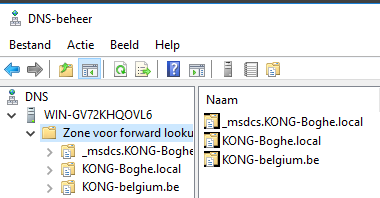 DNS-beheer
Bestand Actie Beeld Help
DNS
WIN-GV72KHQOVL6
Zone voor forward looku
_msdcs.KONG-Boghe
KONG-Boghe.local
KONG-belgium.be
Naam
_msdcs.KONG-Boghe.local
KONG-Boghe.local
KONG-belgium.be